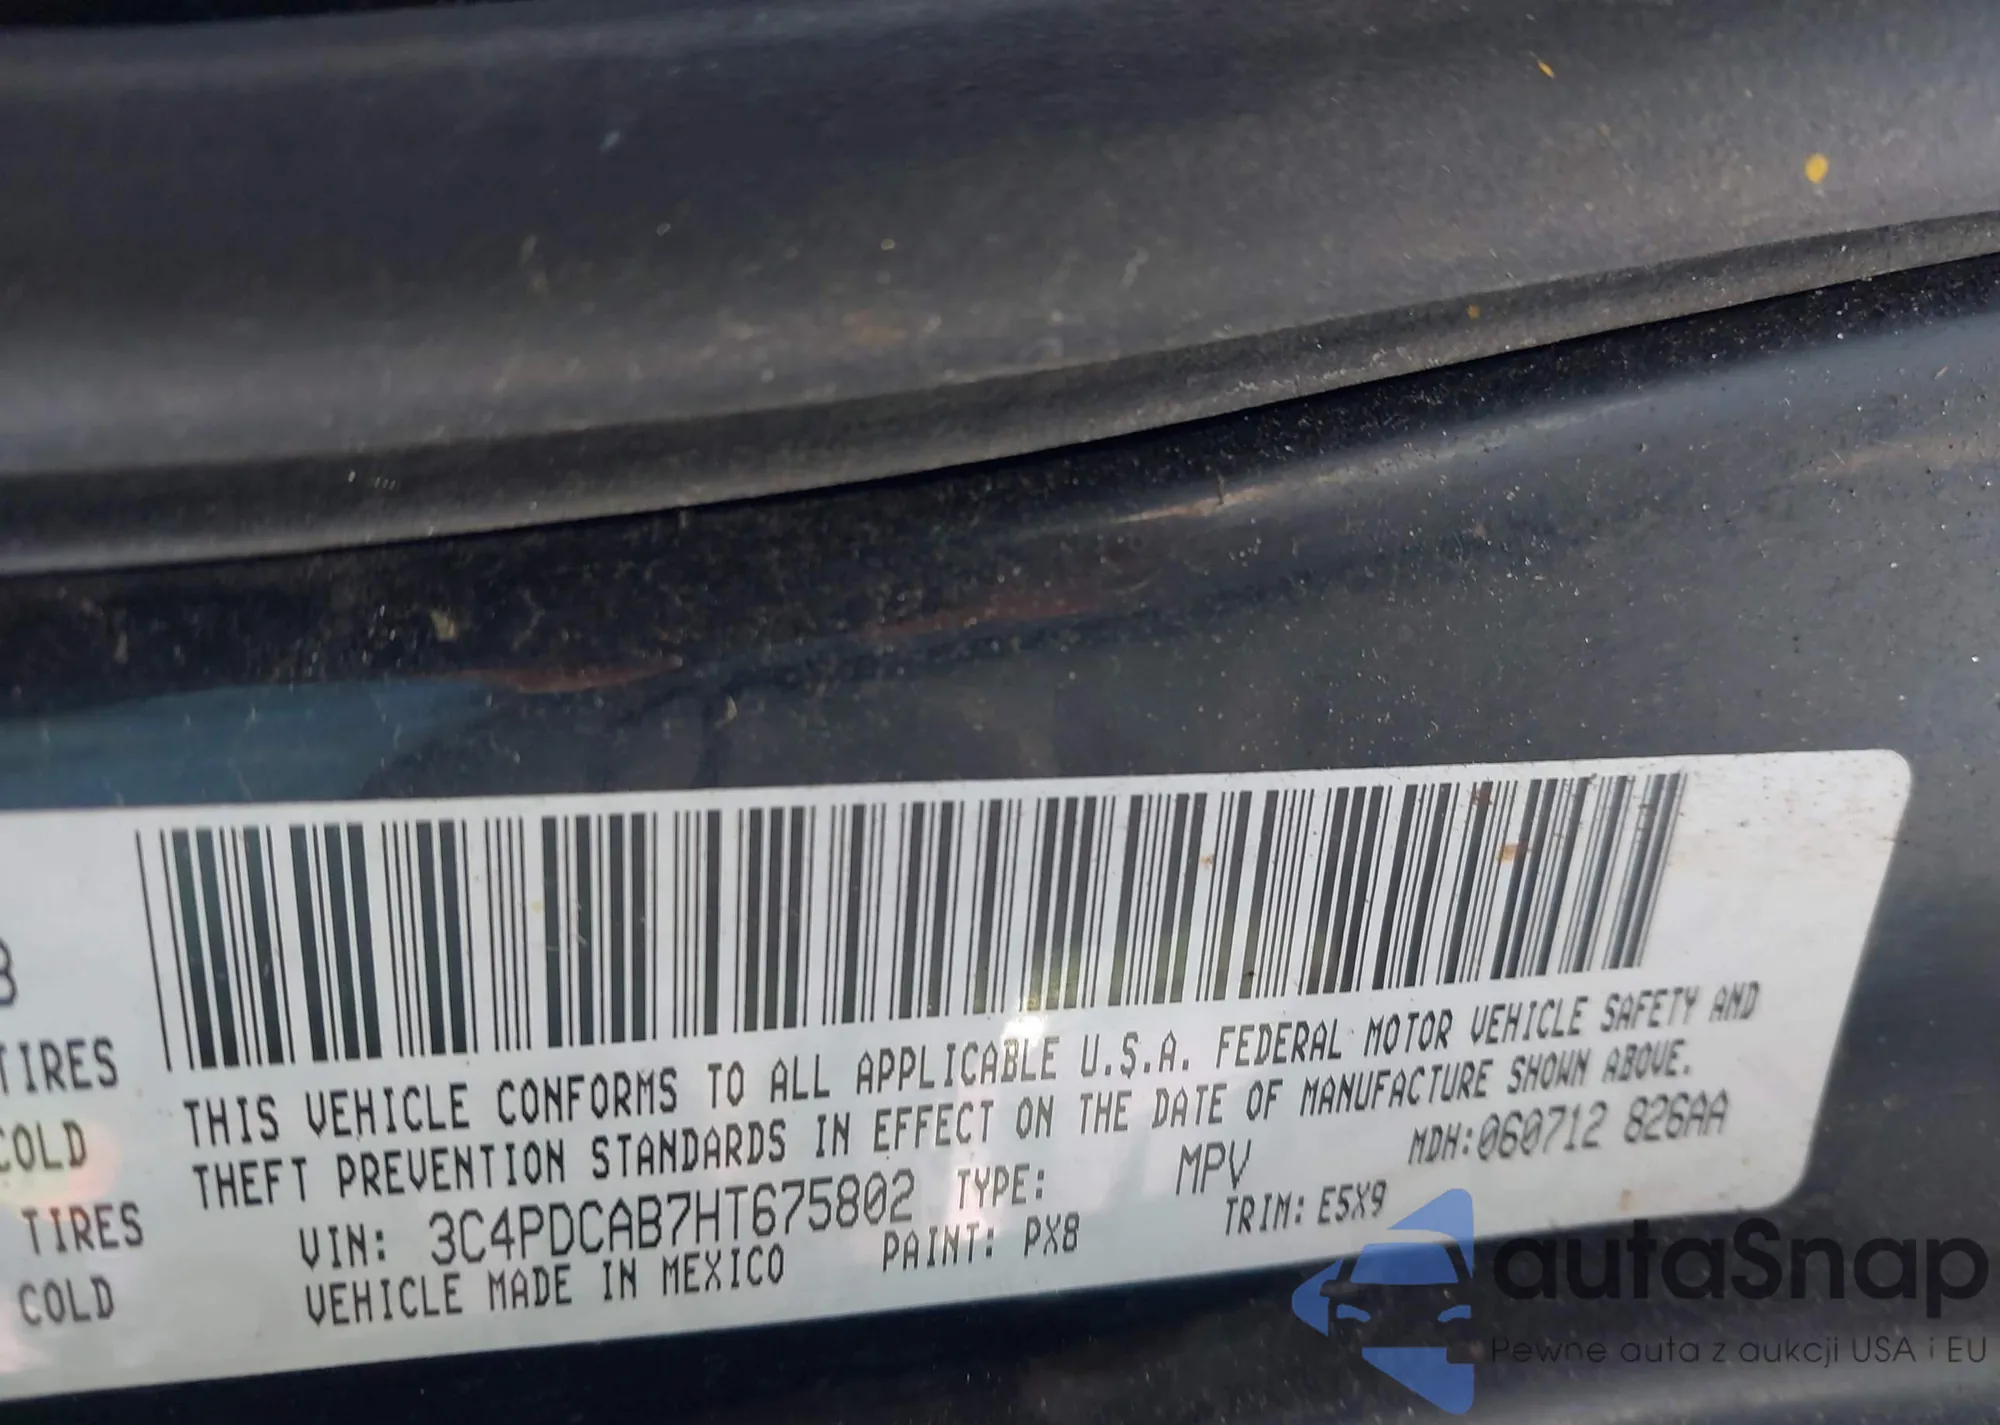 3
TIRES
COLD
TIRES
COLD
THIS VEHICLE CONFORMS TO ALL APPLICABLE U.S.A. FEDERAL MOTOR VEHICLE SAFETY AND
THEFT PREVENTION STANDARDS IN EFFECT ON THE DATE OF MANUFACTURE SHOWN ABOVE.
MDH:060712 826AA
VIN: 3C4PDCAB7HT675802 TYPE: MPV
VEHICLE MADE IN MEXICO PAINT: PX8 TRIM: E5X9
autaSnap
Pewne auta z aukcji USA i EU